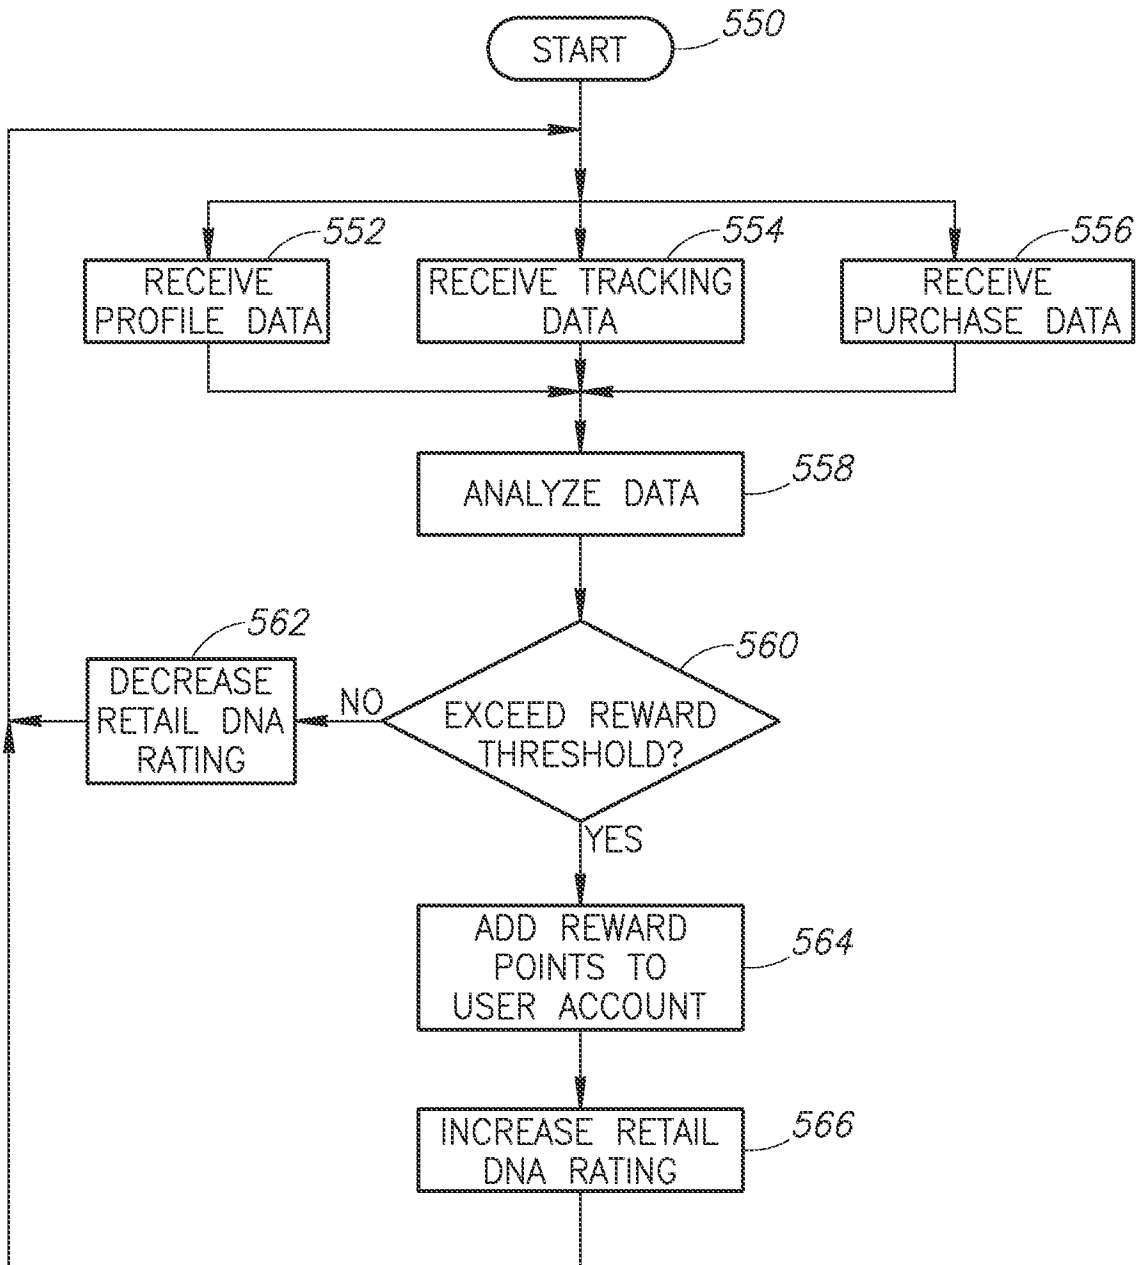 550
START
552
554
556
RECEIVE
PROFILE DATA
RECEIVE TRACKING
DATA
RECEIVE
PURCHASE DATA
558
ANALYZE DATA
562
560
DECREASE
RETAIL DNA
RATING
NO
EXCEED REWARD
THRESHOLD?
YES
564
ADD REWARD
POINTS TO
USER ACCOUNT
566
INCREASE RETAIL
DNA RATING